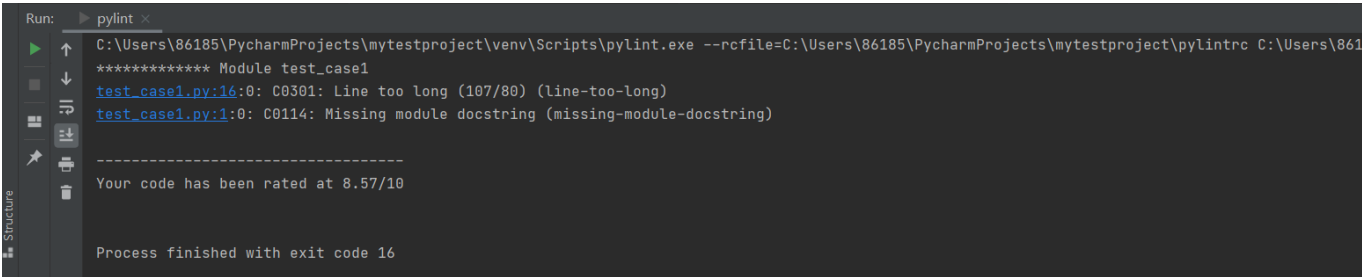 Run: pylint ×
C:\Users\86185\PycharmProjects\mytestproject\venv\Scripts\pylint.exe --rcfile=C:\Users\86185\PycharmProjects\mytestproject\pylintrc C:\Users\861
************* Module test_case1
test_case1.py:16:0: C0301: Line too long (107/80) (line-too-long)
test_case1.py:1:0: C0114: Missing module docstring (missing-module-docstring)
-----------------------------------
Your code has been rated at 8.57/10
Process finished with exit code 16
Structure